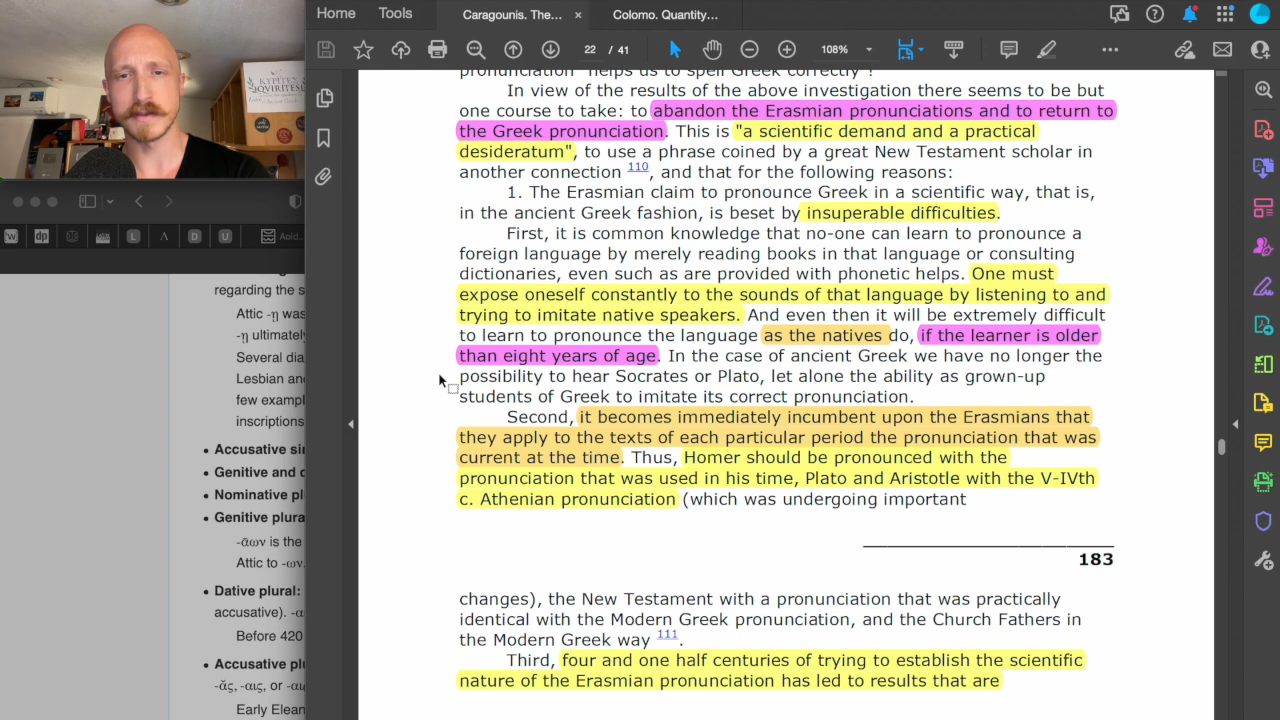 Home Tools Caragounis. The... × Colomo. Quantity...
22 / 41 108%
ΚΥΡΙΤΕΣ
QVIRITES
regarding the s
Attic -η was
-η ultimately
Several dia
Lesbian and
few exampl
inscriptions
Accusative sin
Genitive and d
Nominative pl
Genitive plura
-ᾱων is the
Attic to -ων.
Dative plural:
accusative). -α
Before 420
Accusative plu
-ᾰς, -αις, or -αι
Early Elean
W dp L Λ D U Aoid...
pronunciation "helps us to spell Greek correctly"!
In view of the results of the above investigation there seems to be but
one course to take: to abandon the Erasmian pronunciations and to return to
the Greek pronunciation. This is "a scientific demand and a practical
desideratum", to use a phrase coined by a great New Testament scholar in
another connection 110, and that for the following reasons:
1. The Erasmian claim to pronounce Greek in a scientific way, that is,
in the ancient Greek fashion, is beset by insuperable difficulties.
First, it is common knowledge that no-one can learn to pronounce a
foreign language by merely reading books in that language or consulting
dictionaries, even such as are provided with phonetic helps. One must
expose oneself constantly to the sounds of that language by listening to and
trying to imitate native speakers. And even then it will be extremely difficult
to learn to pronounce the language as the natives do, if the learner is older
than eight years of age. In the case of ancient Greek we have no longer the
possibility to hear Socrates or Plato, let alone the ability as grown-up
students of Greek to imitate its correct pronunciation.
Second, it becomes immediately incumbent upon the Erasmians that
they apply to the texts of each particular period the pronunciation that was
current at the time. Thus, Homer should be pronounced with the
pronunciation that was used in his time, Plato and Aristotle with the V-IVth
c. Athenian pronunciation (which was undergoing important
183
changes), the New Testament with a pronunciation that was practically
identical with the Modern Greek pronunciation, and the Church Fathers in
the Modern Greek way 111.
Third, four and one half centuries of trying to establish the scientific
nature of the Erasmian pronunciation has led to results that are